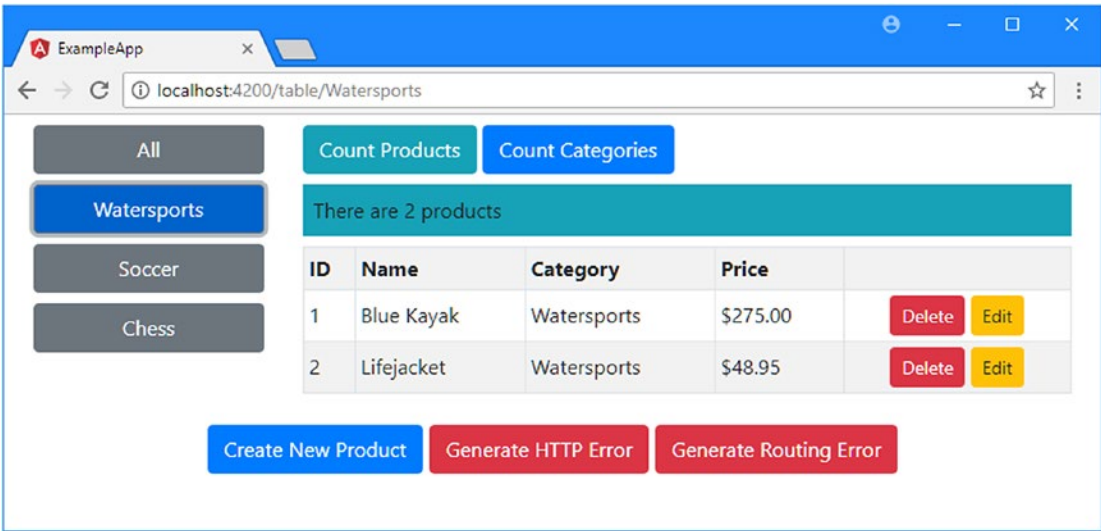 ExampleApp
localhost:4200/table/Watersports
All
Count Products Count Categories
Watersports
There are 2 products
Soccer
ID Name Category Price
Chess
1 Blue Kayak Watersports $275.00 Delete Edit
2 Lifejacket Watersports $48.95 Delete Edit
Create New Product Generate HTTP Error Generate Routing Error